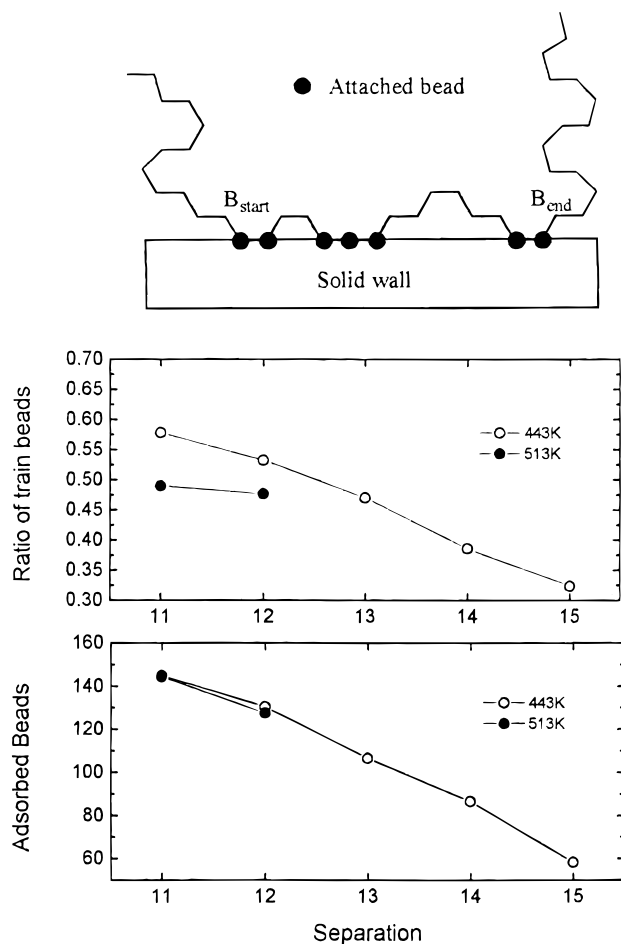 Attached bead
B start
B end
Solid wall
Ratio of train beads
0.70
0.65
0.60
0.55
0.50
0.45
0.40
0.35
0.30
443K
513K
11 12 13 14 15
Adsorbed Beads
160
140
120
100
80
60
443K
513K
11 12 13 14 15
Separation